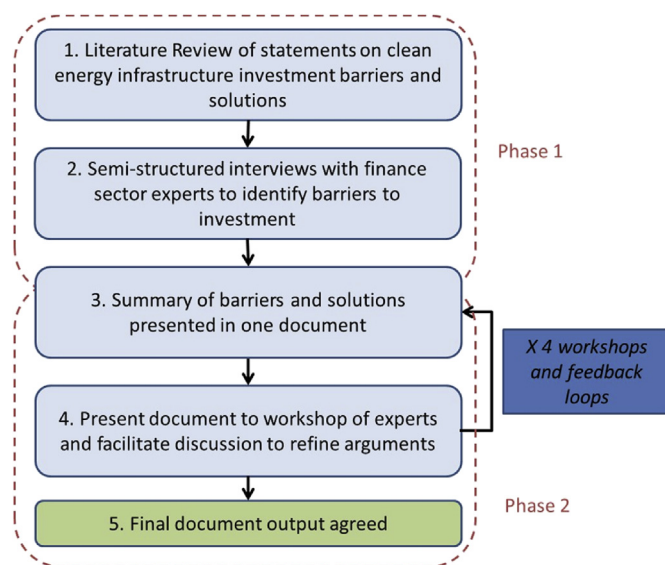 1. Literature Review of statements on clean
energy infrastructure investment barriers and
solutions
Phase 1
2. Semi-structured interviews with finance
sector experts to identify barriers to
investment
3. Summary of barriers and solutions
presented in one document
X 4 workshops
and feedback
loops
4. Present document to workshop of experts
and facilitate discussion to refine arguments
Phase 2
5. Final document output agreed